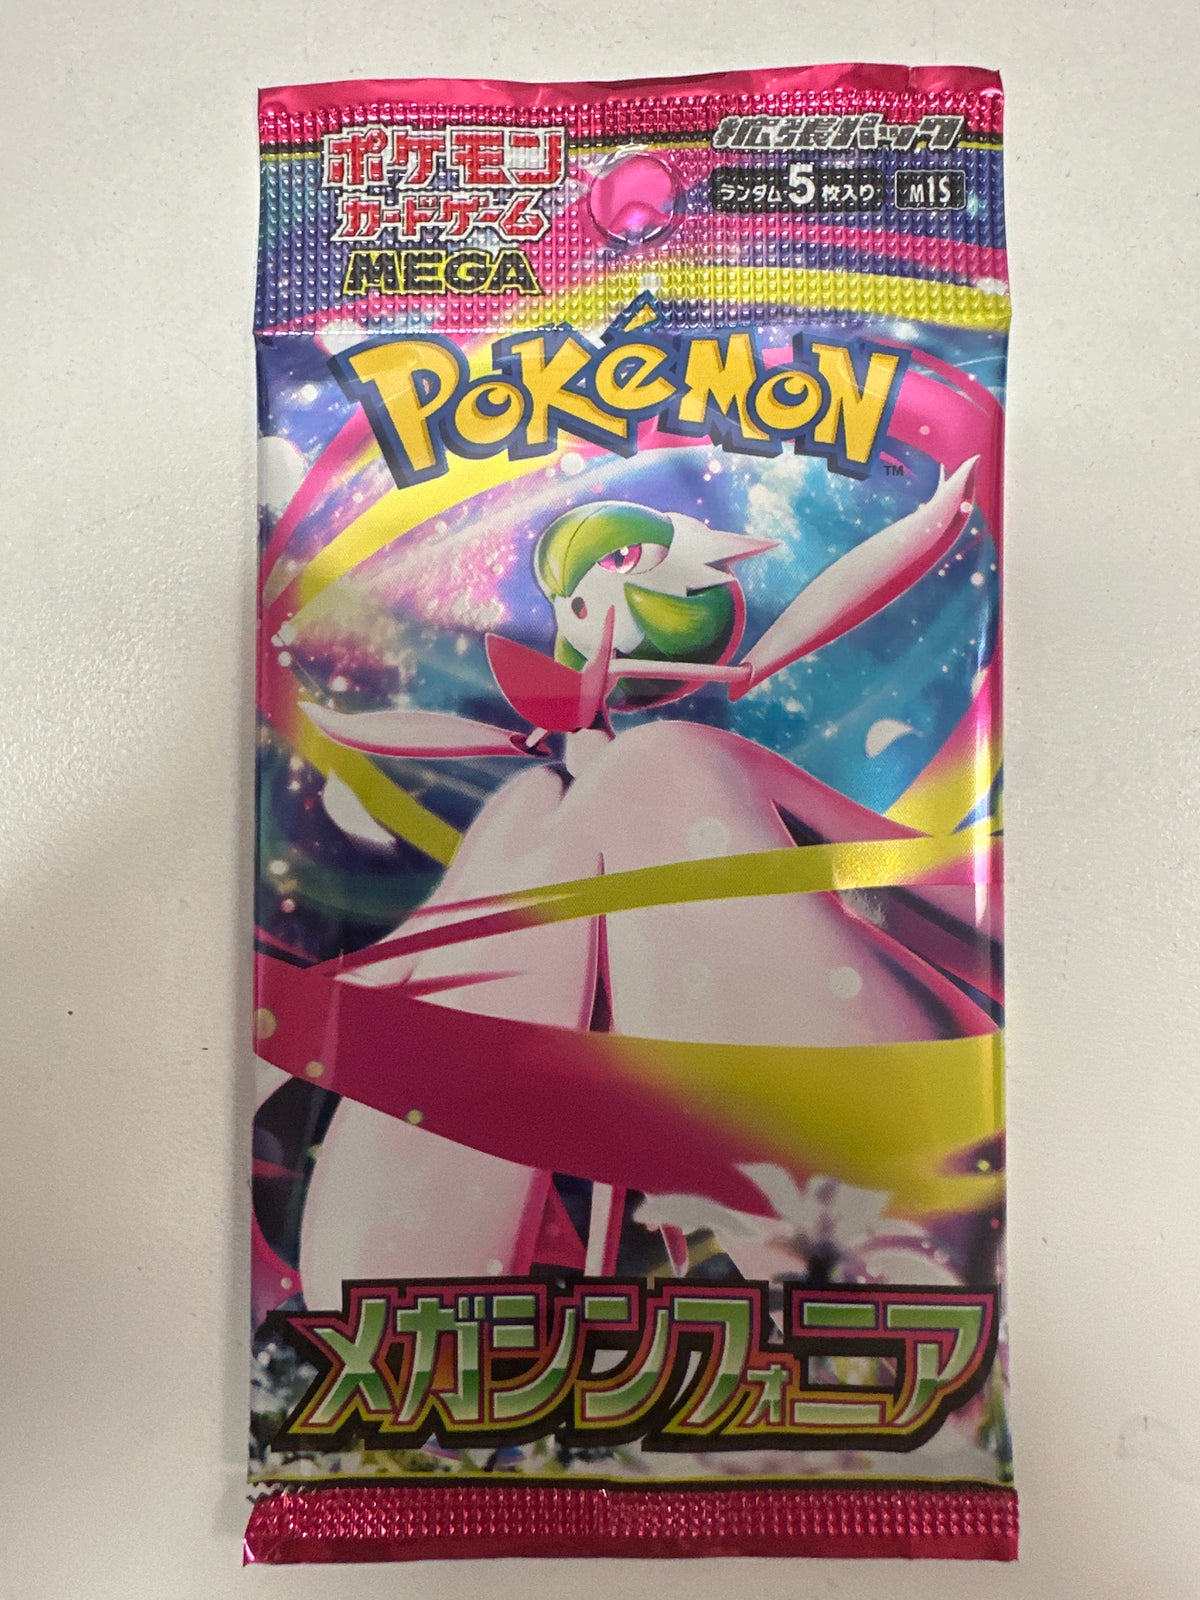 ポケモン
カードゲーム
MEGA
拡張パック
ランダム5枚入り M1S
Pokémon
TM
メガシンフォニア